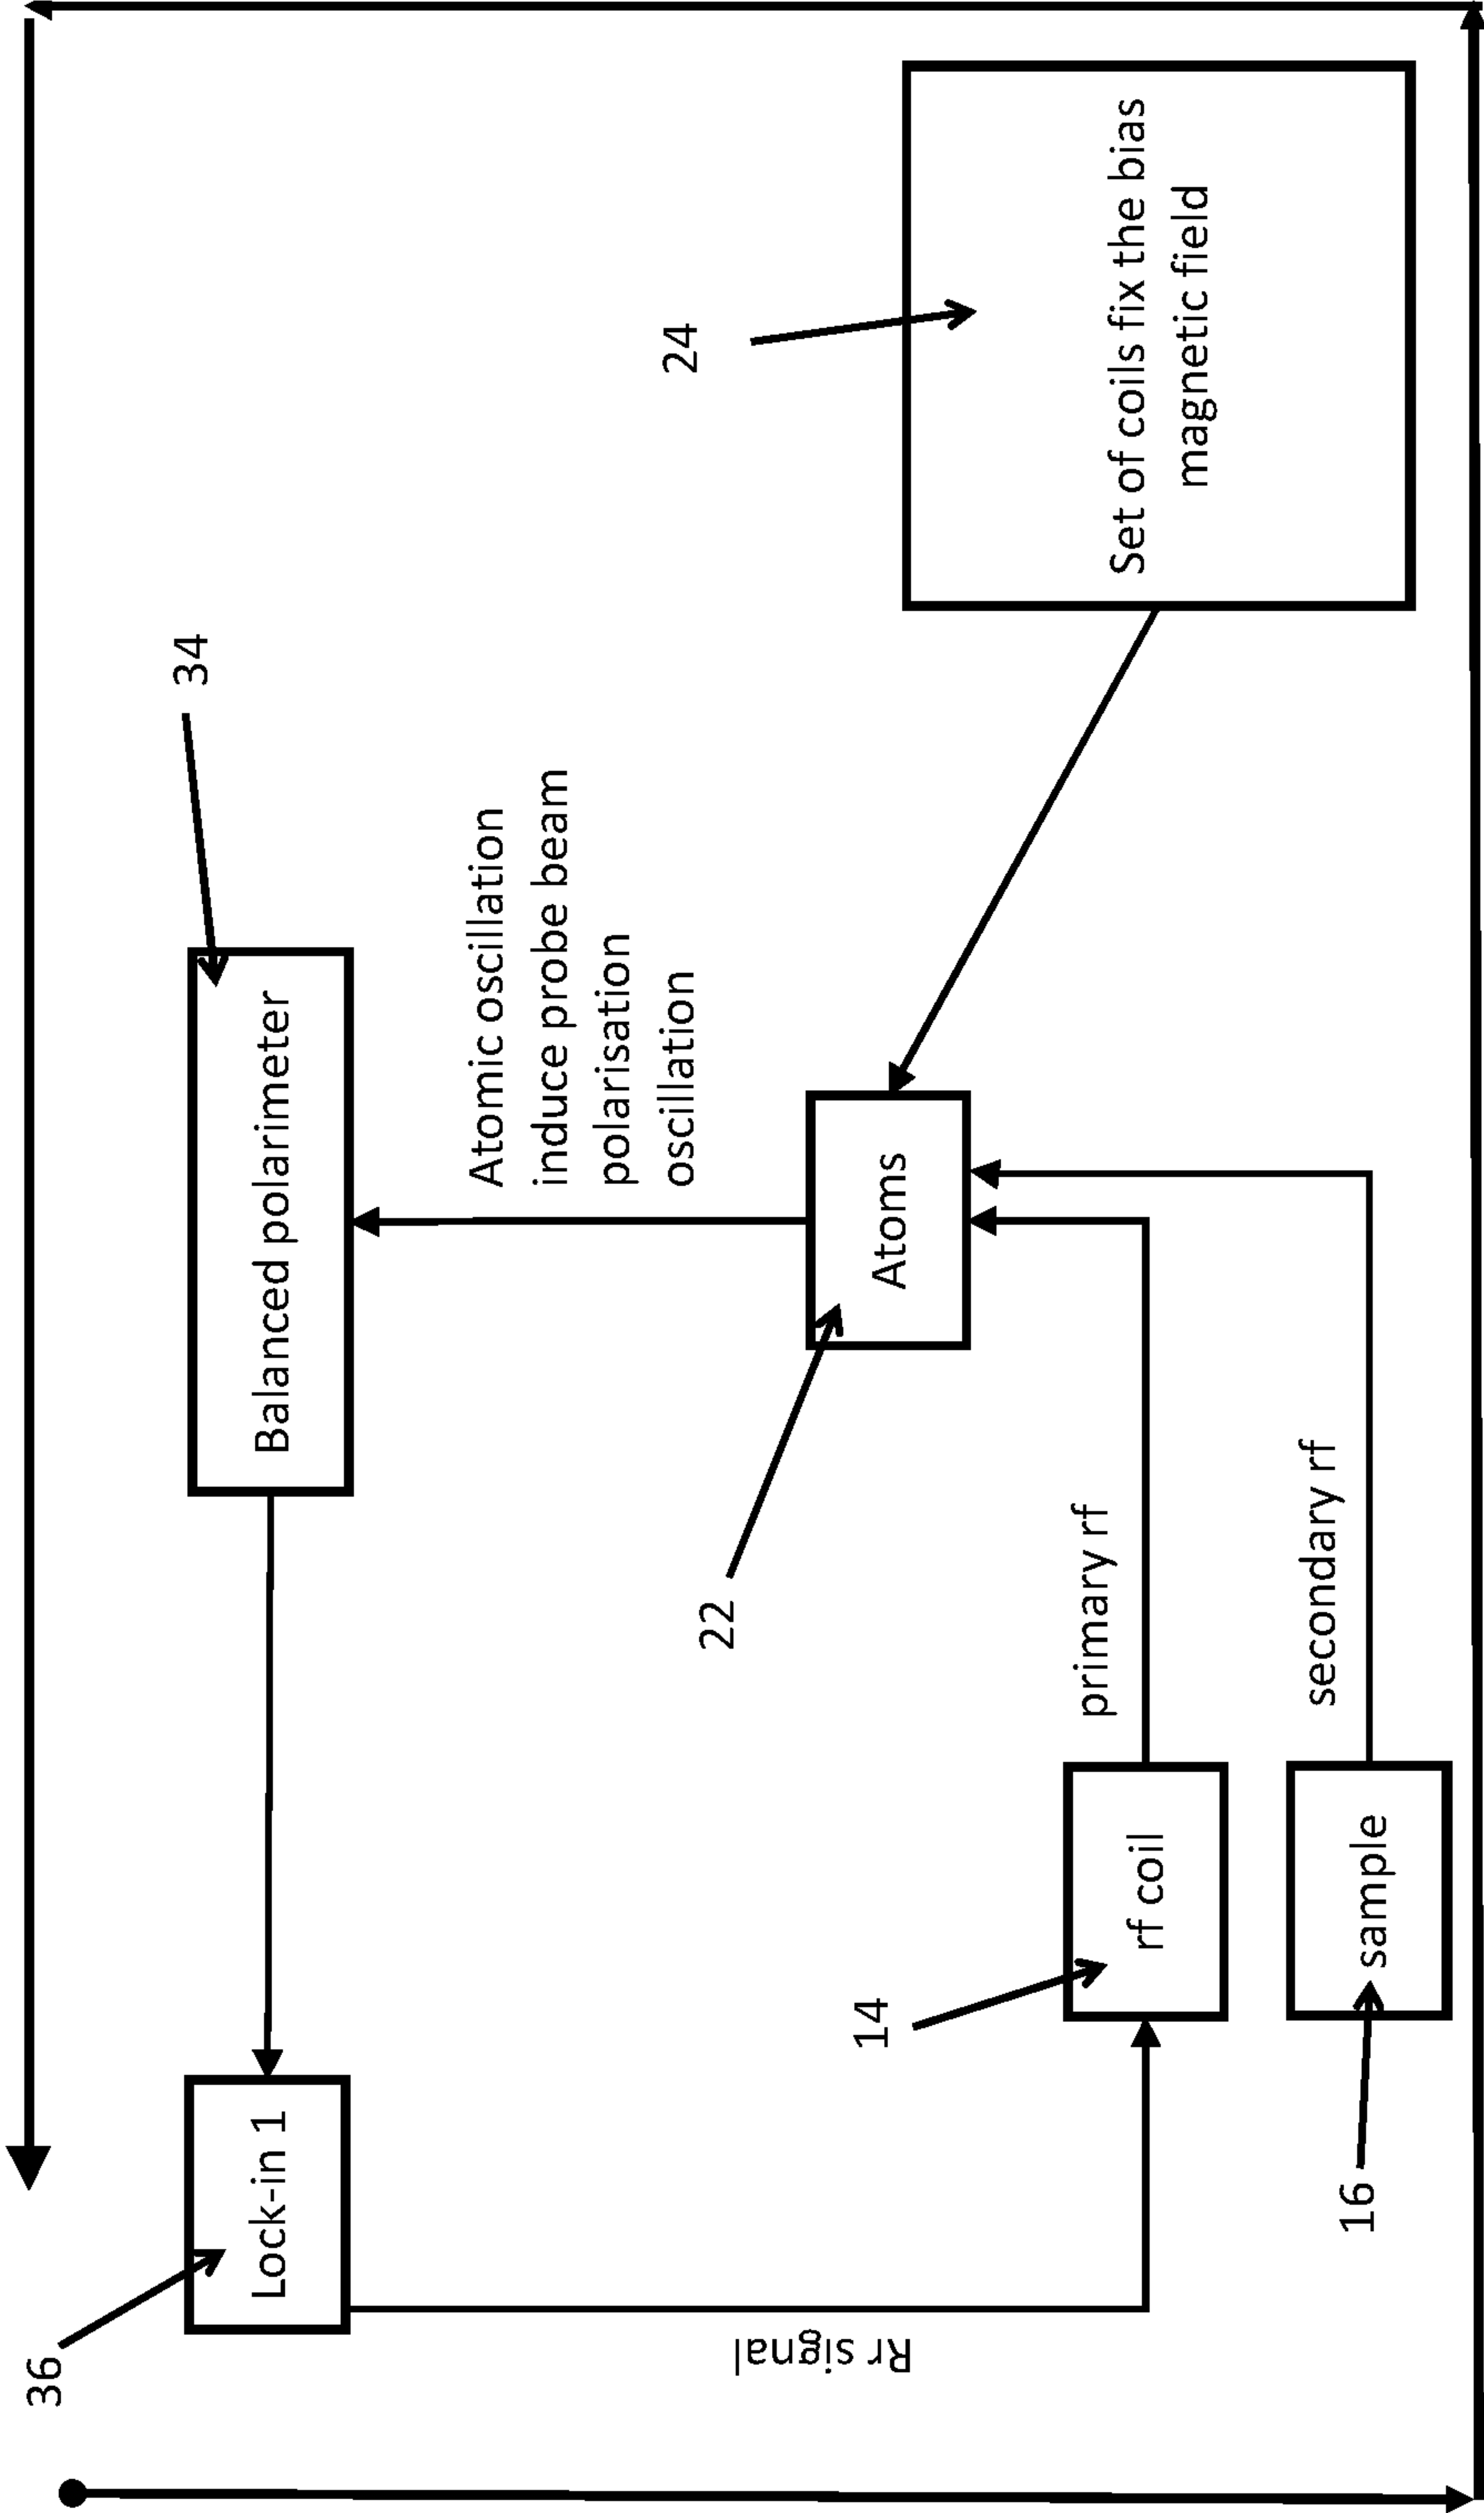 36
Lock-in 1
34
Balanced polarimeter
Atomic oscillation
induce probe beam
polarisation
oscillation
24
Set of coils fix the bias
magnetic field
22
Atoms
Rr signal
14
rf coil
primary rf
16
sample
secondary rf